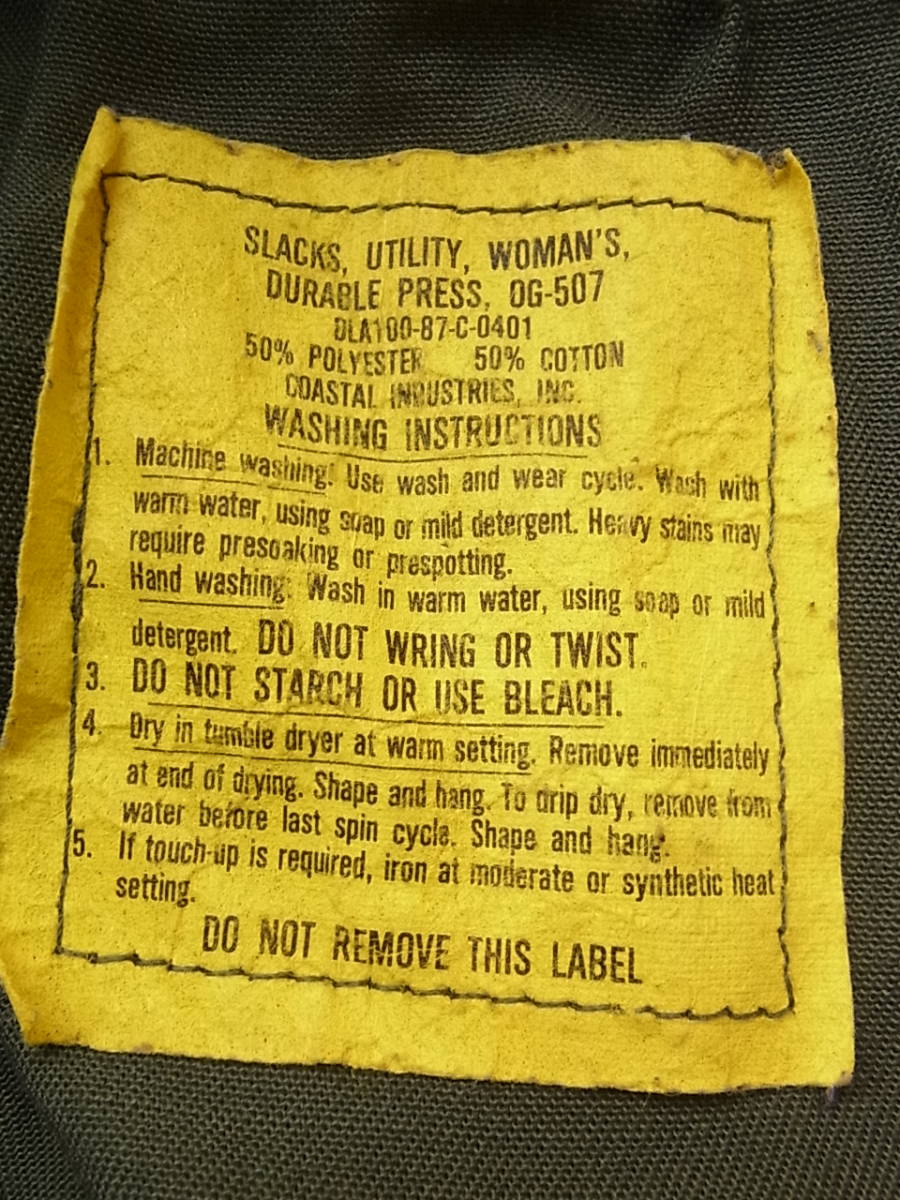 SLACKS, UTILITY, WOMAN'S,
DURABLE PRESS, OG-507
DLA100-87-C-0401
50% POLYESTER 50% COTTON
COASTAL INDUSTRIES, INC.
WASHING INSTRUCTIONS
1. Machine washing: Use wash and wear cycle. Wash with
warm water, using soap or mild detergent. Heavy stains may
require presoaking or prespotting.
2. Hand washing: Wash in warm water, using soap or mild
detergent. DO NOT WRING OR TWIST.
3. DO NOT STARCH OR USE BLEACH.
4. Dry in tumble dryer at warm setting. Remove immediately
at end of drying. Shape and hang. To drip dry, remove from
water before last spin cycle. Shape and hang.
5. If touch-up is required, iron at moderate or synthetic heat
setting.
DO NOT REMOVE THIS LABEL